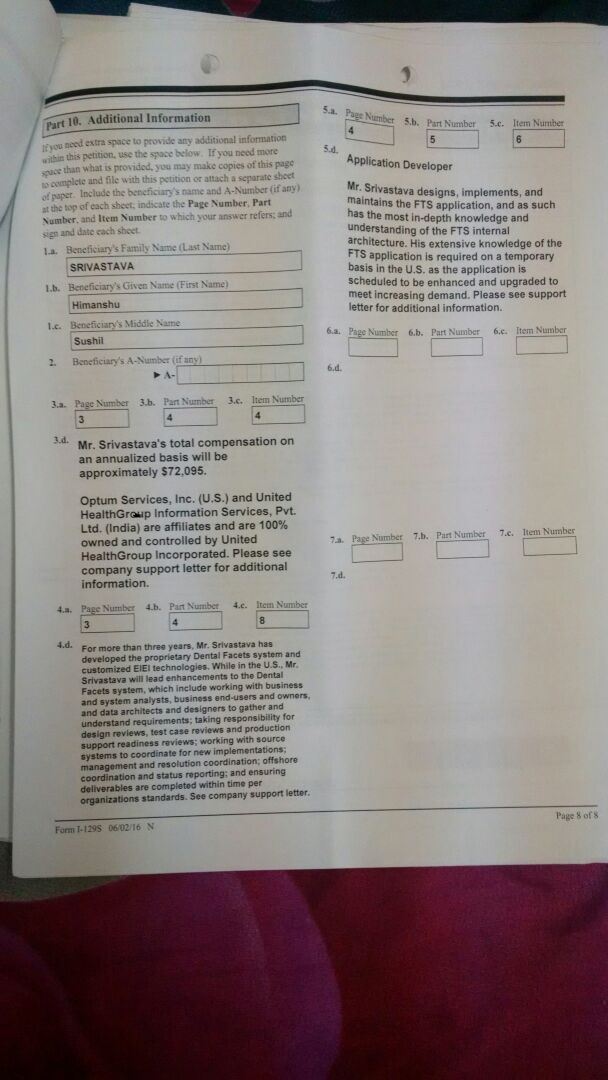 Part 10. Additional Information
If you need extra space to provide any additional information
within this petition, use the space below. If you need more
space than what is provided, you may make copies of this page
to complete and file with this petition or attach a separate sheet
of paper. Include the beneficiary's name and A-Number (if any)
at the top of each sheet; indicate the Page Number, Part
Number, and Item Number to which your answer refers; and
sign and date each sheet.
1.a. Beneficiary's Family Name (Last Name)
SRIVASTAVA
1.b. Beneficiary's Given Name (First Name)
Himanshu
1.c. Beneficiary's Middle Name
Sushil
2. Beneficiary's A-Number (if any)
► A-
3.a. Page Number 3.b. Part Number 3.c. Item Number
3 4 4
3.d. Mr. Srivastava's total compensation on
an annualized basis will be
approximately $72,095.
Optum Services, Inc. (U.S.) and United
HealthGroup Information Services, Pvt.
Ltd. (India) are affiliates and are 100%
owned and controlled by United
HealthGroup Incorporated. Please see
company support letter for additional
information.
4.a. Page Number 4.b. Part Number 4.c. Item Number
3 4 8
4.d. For more than three years, Mr. Srivastava has
developed the proprietary Dental Facets system and
customized EIEI technologies. While in the U.S., Mr.
Srivastava will lead enhancements to the Dental
Facets system, which include working with business
and system analysts, business end-users and owners,
and data architects and designers to gather and
understand requirements; taking responsibility for
design reviews, test case reviews and production
support readiness reviews; working with source
systems to coordinate for new implementations;
management and resolution coordination; offshore
coordination and status reporting; and ensuring
deliverables are completed within time per
organizations standards. See company support letter.
5.a. Page Number 5.b. Part Number 5.c. Item Number
4 5 6
5.d. Application Developer
Mr. Srivastava designs, implements, and
maintains the FTS application, and as such
has the most in-depth knowledge and
understanding of the FTS internal
architecture. His extensive knowledge of the
FTS application is required on a temporary
basis in the U.S. as the application is
scheduled to be enhanced and upgraded to
meet increasing demand. Please see support
letter for additional information.
6.a. Page Number 6.b. Part Number 6.c. Item Number
6.d.
7.a. Page Number 7.b. Part Number 7.c. Item Number
7.d.
Form I-129S 06/02/16 N
Page 8 of 8